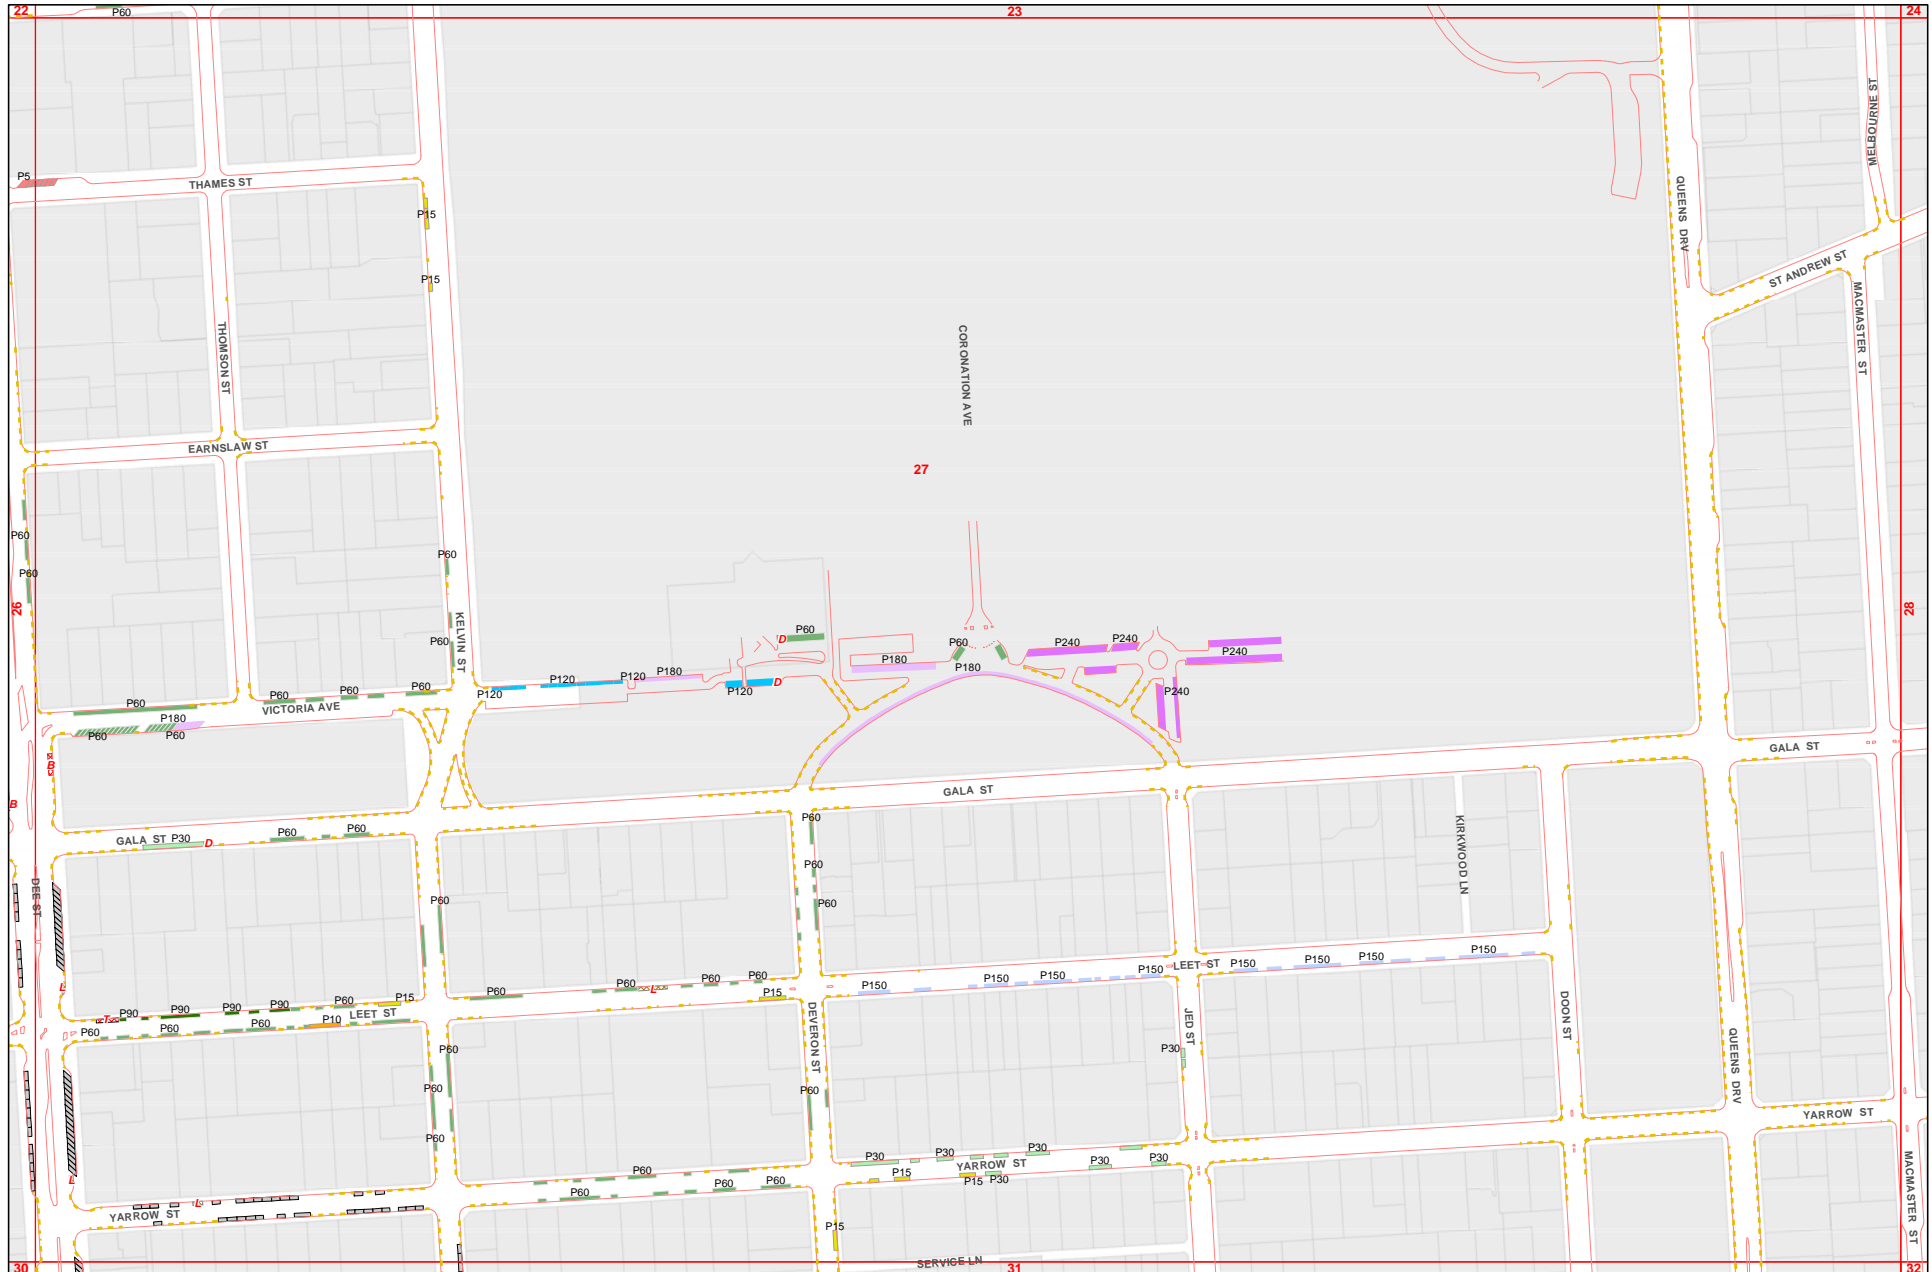 22
P60
23
24
MELBOURNE ST
P5
THAMES ST
P15
QUEENS DRV
P15
ST ANDREW ST
MACMASTER ST
THOMSON ST
CORONATION AVE
EARNSLAW ST
27
P60
P60
P60
26
28
P60
KELVIN ST
D
P60
P60
P240
P240
P240
P180
P180
P120
P120
P180
P120
P120
D
P240
P60
P60
P60
P60
VICTORIA AVE
P180
P60
P60
GALA ST
B
B
GALA ST
GALA ST
P30
D
P60
P60
P60
KIRKWOOD LN
P60
DEE ST
P60
P60
LEET ST
P150
P150
P150
P150
P150
P150
P150
P150
L
P60
P60
L
P60
P60
P15
DEVERON ST
JED ST
DOON ST
QUEENS DRV
T
P90
P90
P90
P90
P60
P15
LEET ST
P60
P60
P60
P10
P60
P60
P60
P60
P30
YARROW ST
P30
P30
P30
YARROW ST
P30
P30
P15
P15
P30
P60
P60
P60
P60
L
L
YARROW ST
P15
SERVICE LN
MACMASTER ST
30
31
32